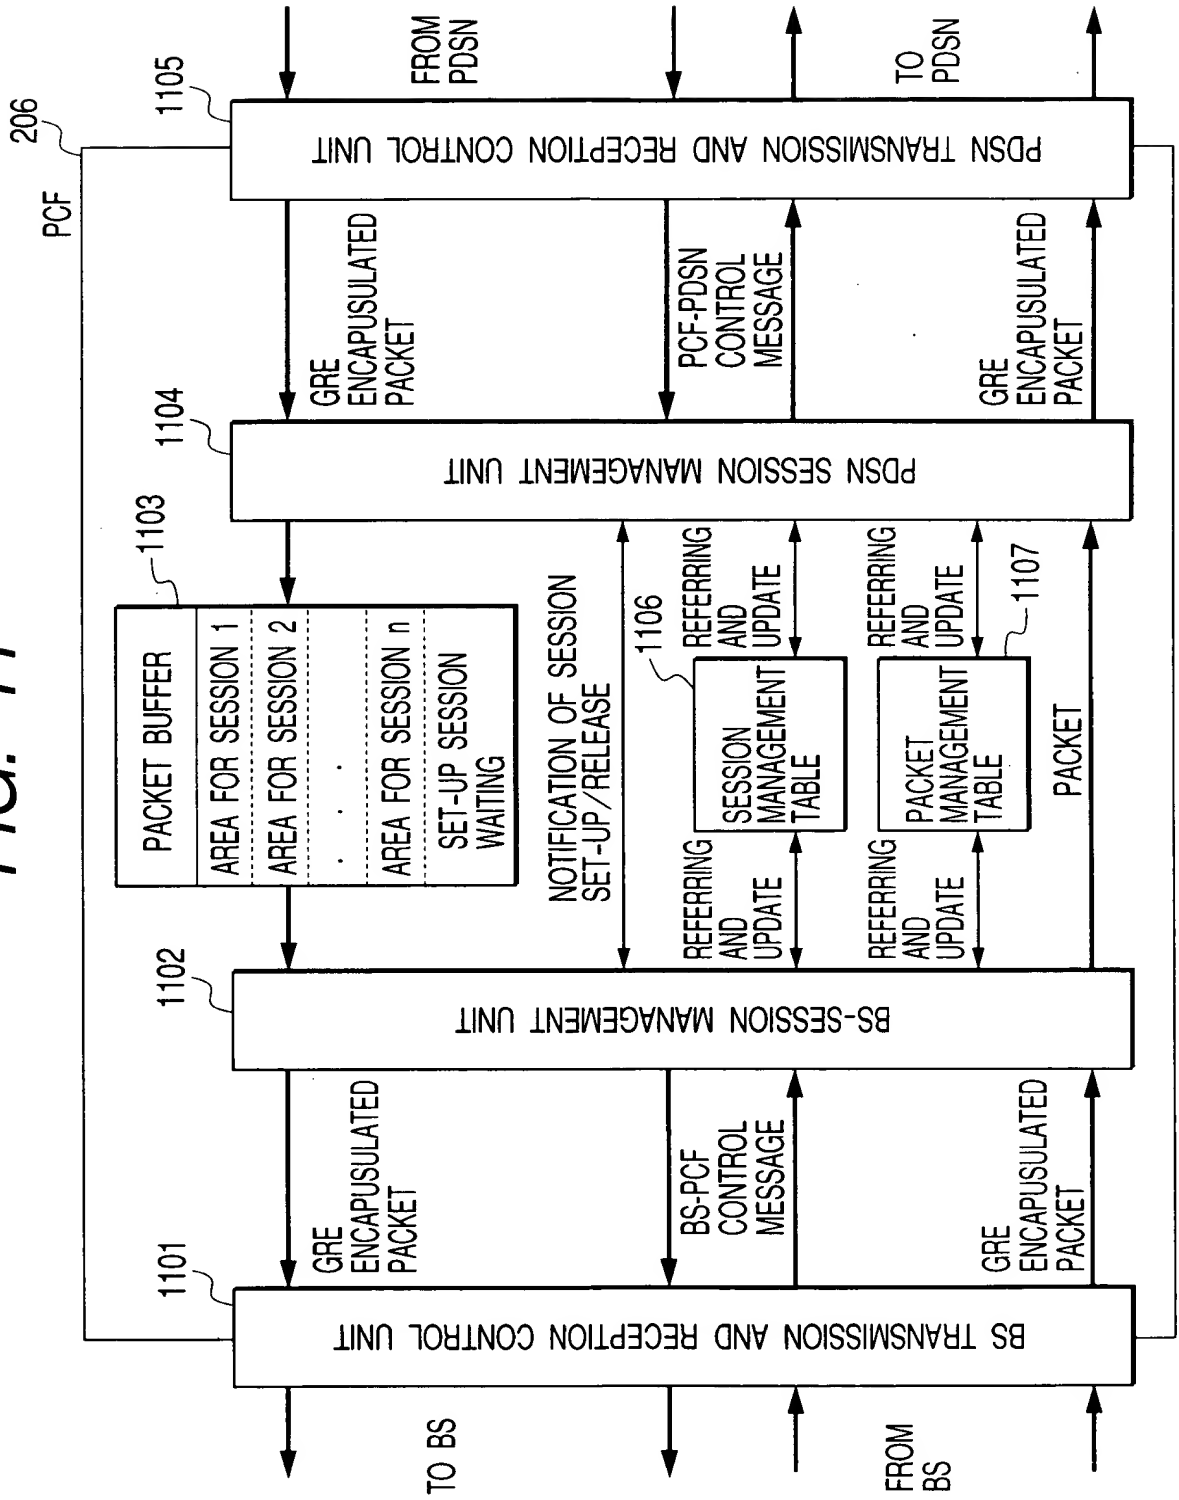 FIG. 11
206
PCF
1101
BS TRANSMISSION AND RECEPTION CONTROL UNIT
TO BS
FROM
BS
GRE
ENCAPUSULATED
PACKET
BS-PCF
CONTROL
MESSAGE
GRE
ENCAPUSULATED
PACKET
1102
BS-SESSION MANAGEMENT UNIT
1103
PACKET BUFFER
AREA FOR SESSION 1
AREA FOR SESSION 2
. . .
AREA FOR SESSION n
SET-UP SESSION
WAITING
NOTIFICATION OF SESSION
SET-UP/RELEASE
REFERRING
AND
UPDATE
1106
SESSION
MANAGEMENT
TABLE
REFERRING
AND
UPDATE
REFERRING
AND
UPDATE
PACKET
MANAGEMENT
TABLE
1107
REFERRING
AND
UPDATE
PACKET
1104
PDSN SESSION MANAGEMENT UNIT
GRE
ENCAPUSULATED
PACKET
PCF-PDSN
CONTROL
MESSAGE
GRE
ENCAPUSULATED
PACKET
1105
PDSN TRANSMISSION AND RECEPTION CONTROL UNIT
FROM
PDSN
TO
PDSN